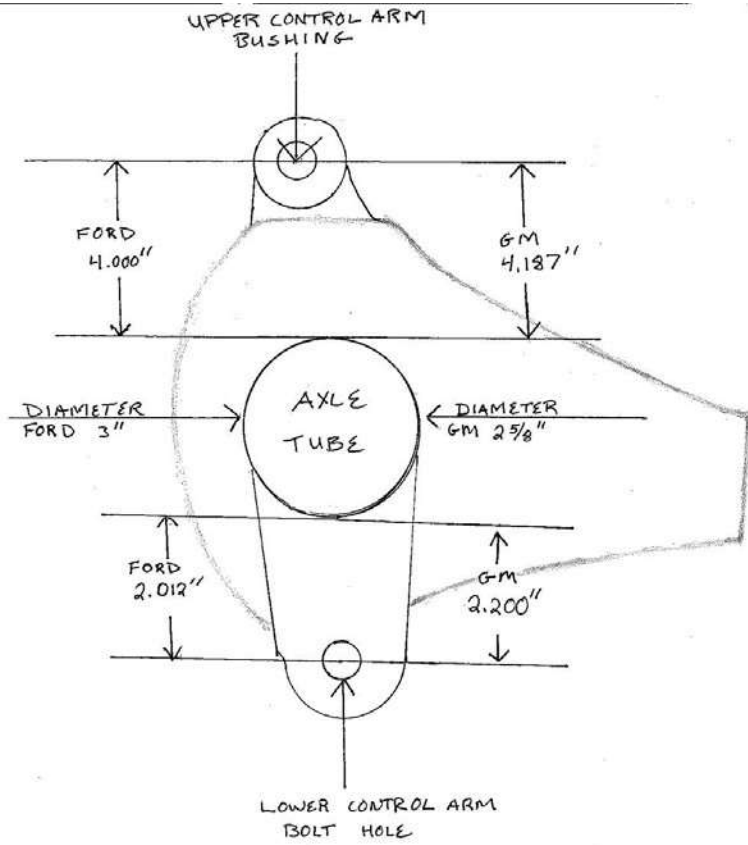 UPPER CONTROL ARM
BUSHING
FORD
4.000"
GM
4.187"
DIAMETER
FORD 3"
AXLE
TUBE
DIAMETER
GM 2 5/8"
FORD
2.012"
GM
2.200"
LOWER CONTROL ARM
BOLT HOLE